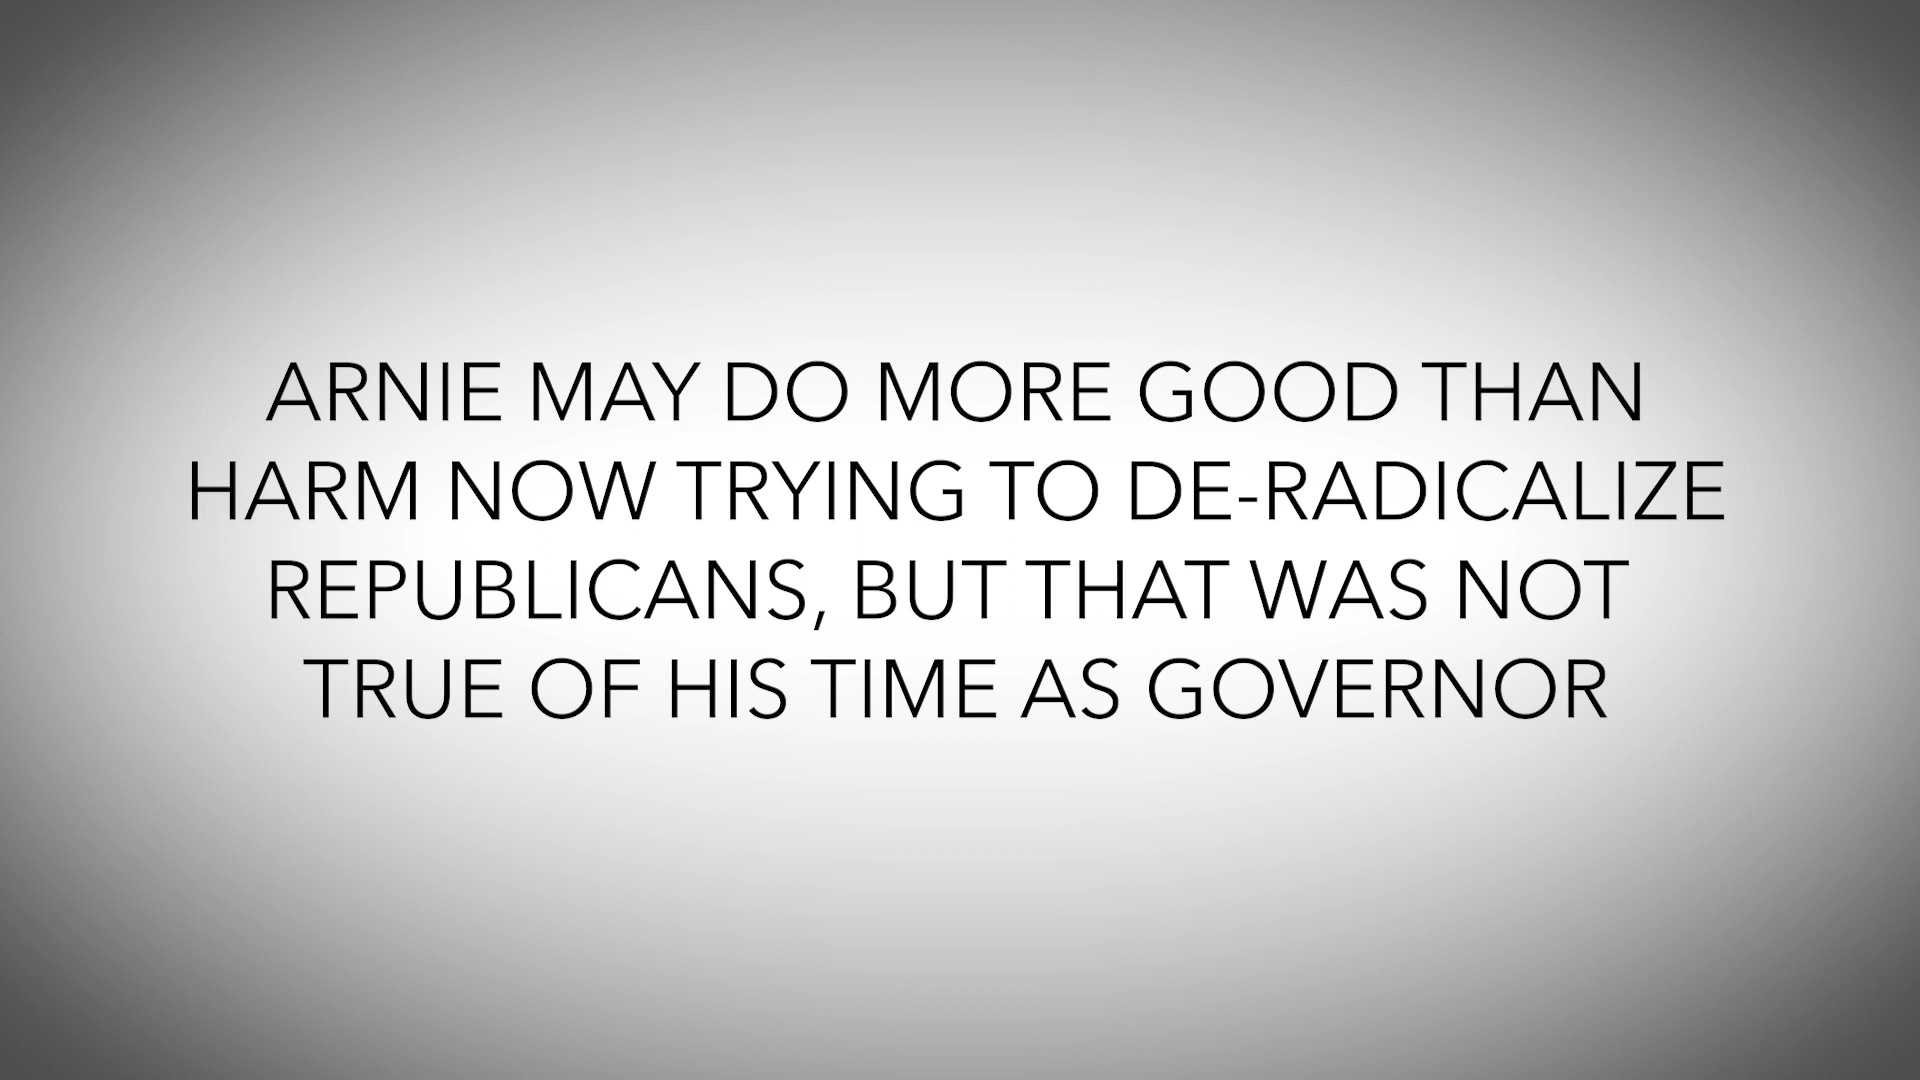 ARNIE MAY DO MORE GOOD THAN
HARM NOW TRYING TO DE-RADICALIZE
REPUBLICANS, BUT THAT WAS NOT
TRUE OF HIS TIME AS GOVERNOR